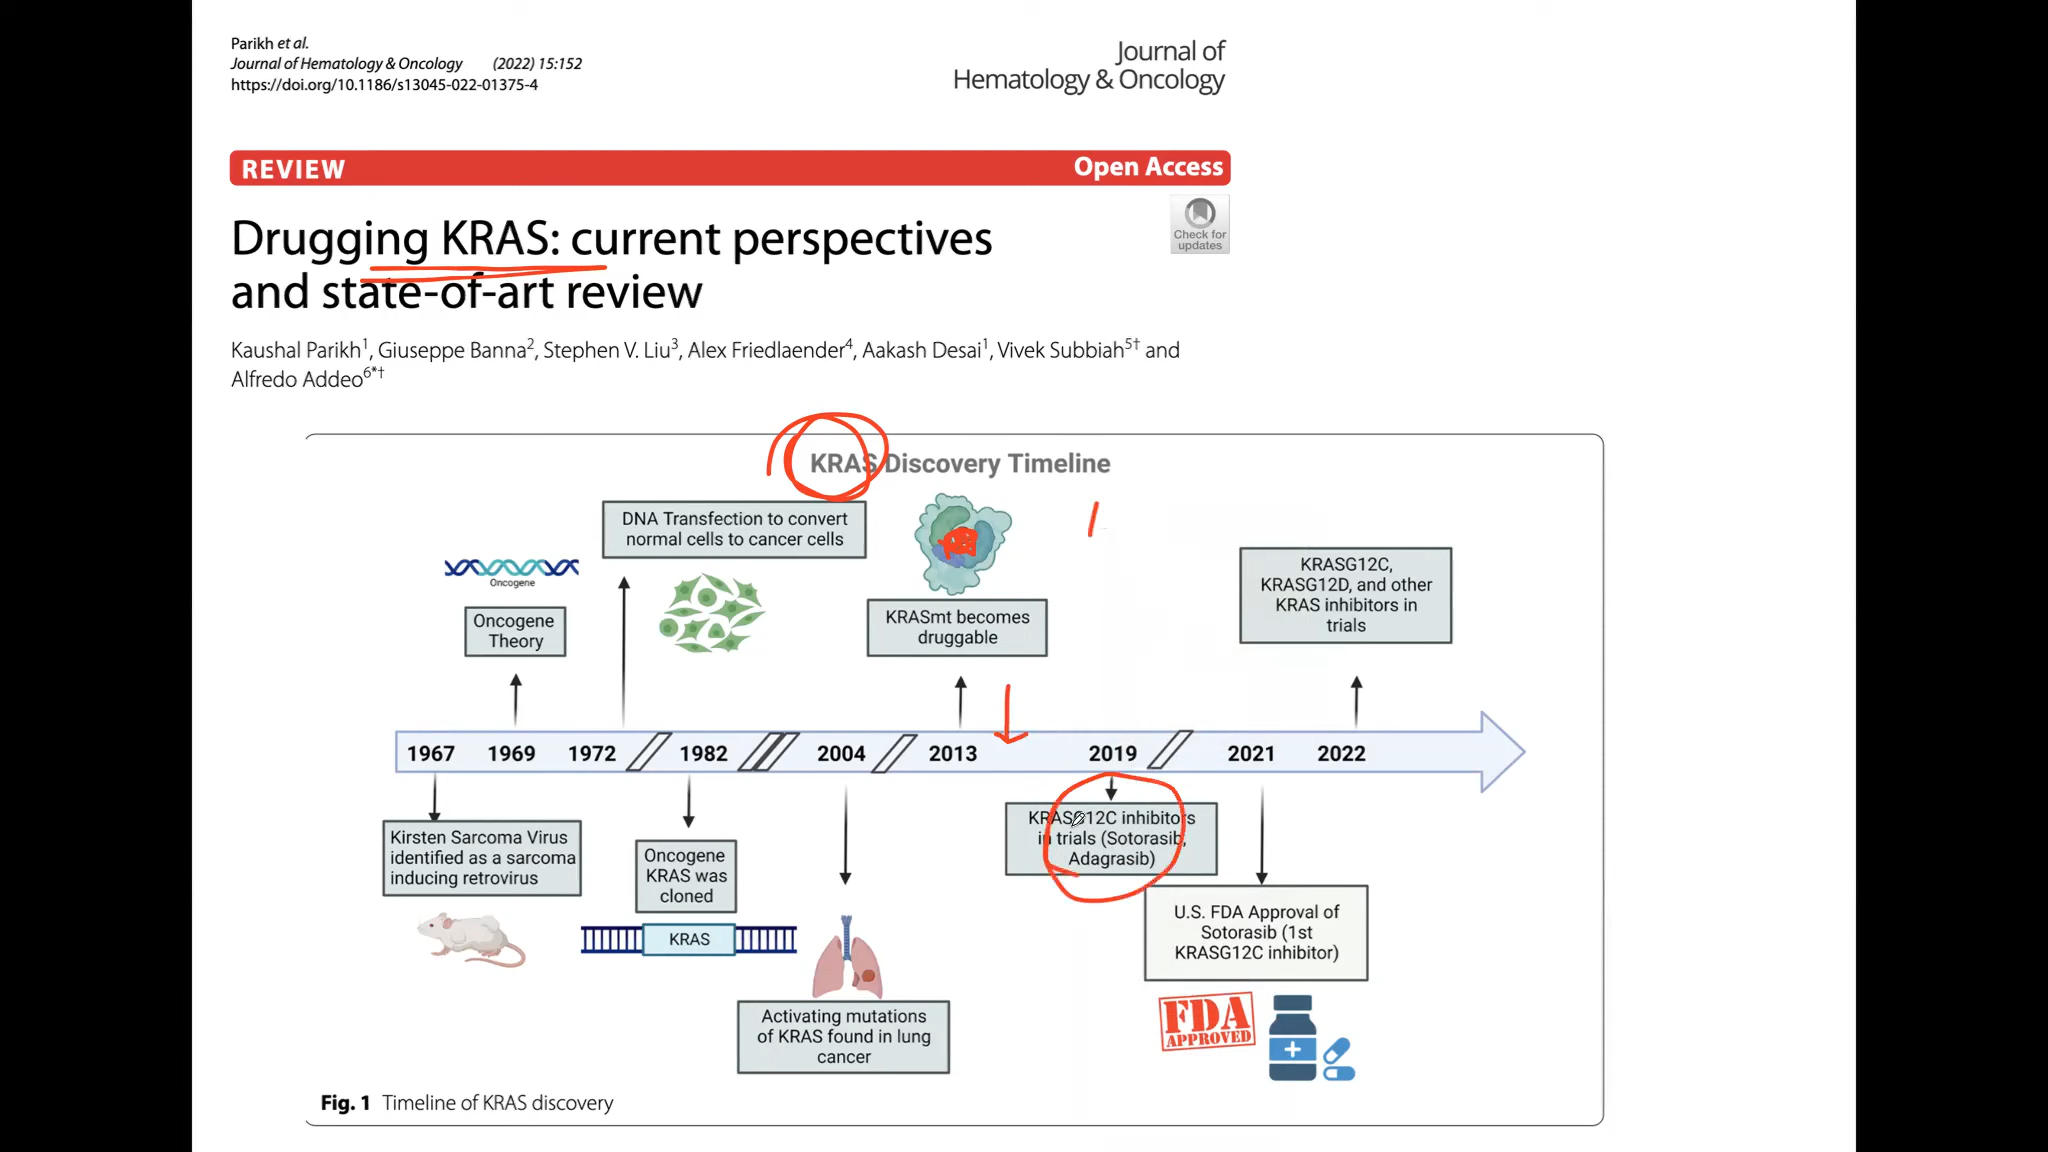 Parikh et al.
Journal of Hematology & Oncology (2022) 15:152
https://doi.org/10.1186/s13045-022-01375-4
Journal of
Hematology & Oncology
REVIEW
Open Access
Check for
updates
Drugging KRAS: current perspectives
and state-of-art review
Kaushal Parikh1, Giuseppe Banna2, Stephen V. Liu3, Alex Friedlaender4, Aakash Desai1, Vivek Subbiah5† and
Alfredo Addeo6*†
KRAS Discovery Timeline
DNA Transfection to convert
normal cells to cancer cells
Oncogene
Oncogene
Theory
KRASmt becomes
druggable
KRASG12C,
KRASG12D, and other
KRAS inhibitors in
trials
1967 1969 1972 1982 2004 2013 2019 2021 2022
Kirsten Sarcoma Virus
identified as a sarcoma
inducing retrovirus
Oncogene
KRAS was
cloned
KRAS
Activating mutations
of KRAS found in lung
cancer
KRASG12C inhibitors
in trials (Sotorasib,
Adagrasib)
U.S. FDA Approval of
Sotorasib (1st
KRASG12C inhibitor)
FDA
APPROVED
Fig. 1 Timeline of KRAS discovery